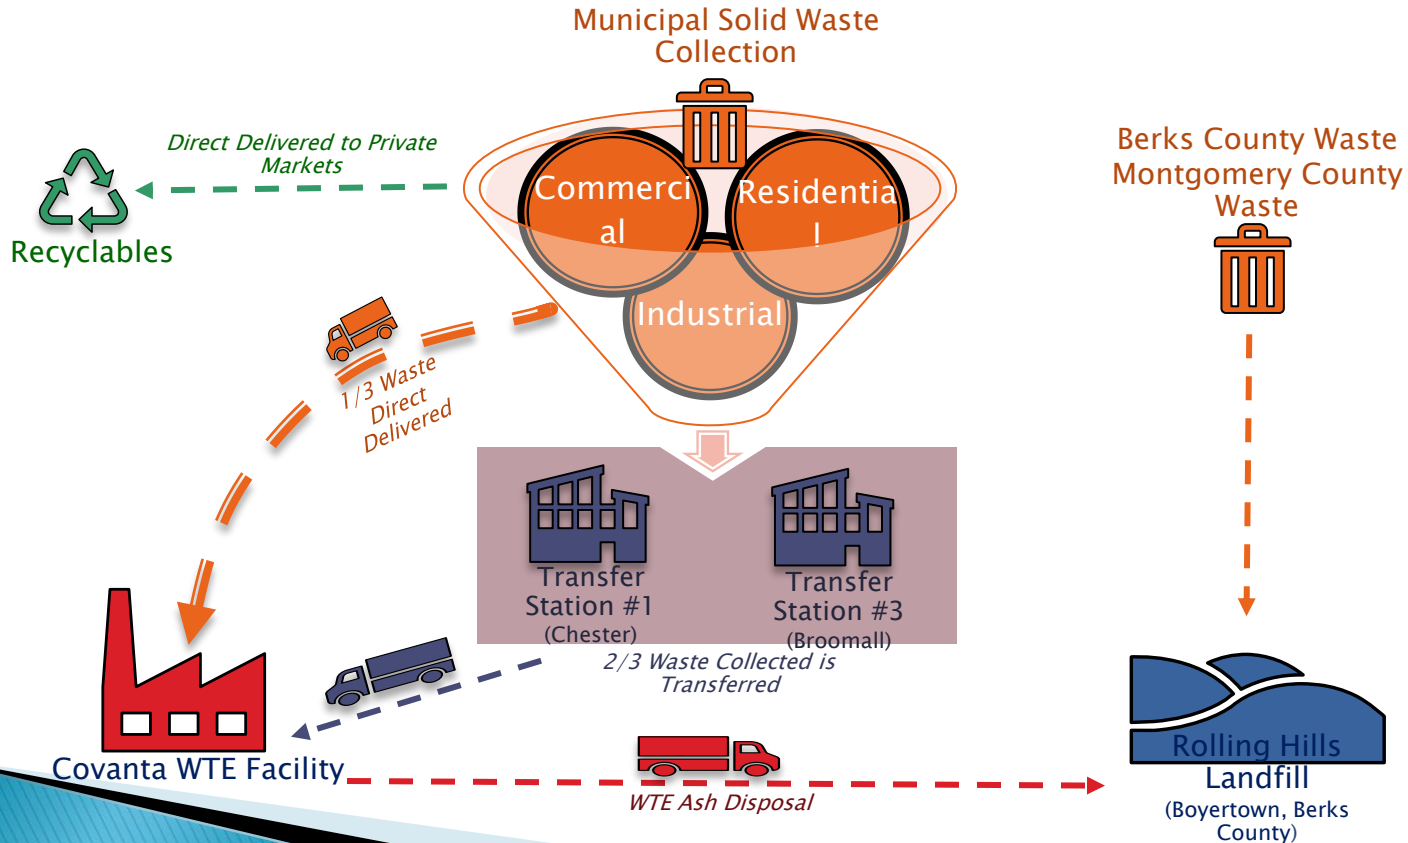 Municipal Solid Waste
Collection
Direct Delivered to Private
Markets
Recyclables
Commerci
al
Residentia
l
Industrial
Berks County Waste
Montgomery County
Waste
1/3 Waste
Direct
Delivered
Transfer
Station #1
(Chester)
Transfer
Station #3
(Broomall)
2/3 Waste Collected is
Transferred
Covanta WTE Facility
WTE Ash Disposal
Rolling Hills
Landfill
(Boyertown, Berks
County)